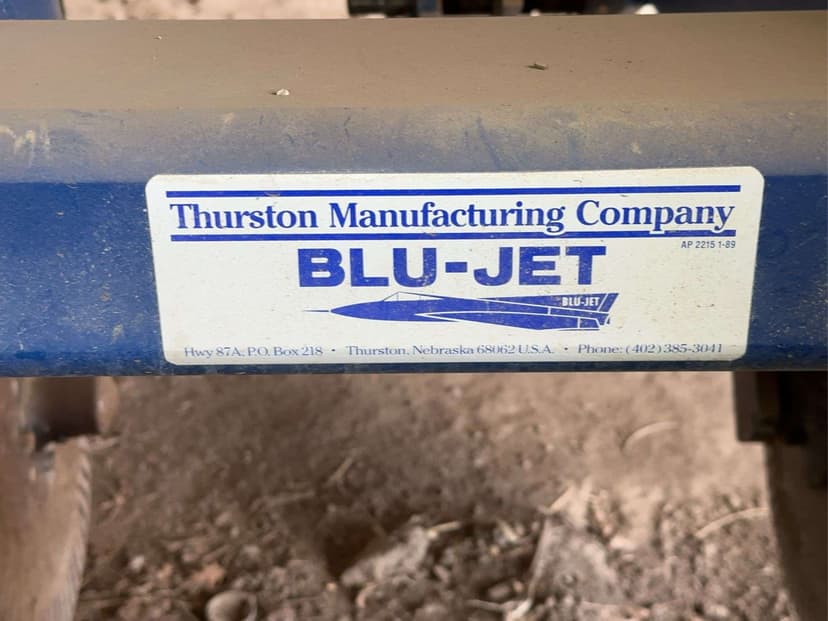 Thurston Manufacturing Company
AP 2215 1-89
BLU-JET
BLU-JET
Hwy 87A, P.O. Box 218 • Thurston, Nebraska 68062 U.S.A. • Phone: (402) 385-3041